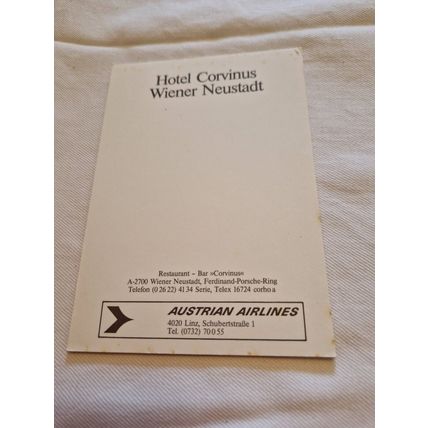 Hotel Corvinus
Wiener Neustadt
Restaurant – Bar »Corvinus«
A-2700 Wiener Neustadt, Ferdinand-Porsche-Ring
Telefon (0 26 22) 41 34 Serie, Telex 16724 corho a
AUSTRIAN AIRLINES
4020 Linz, Schubertstraße 1
Tel. (0732) 70 0 55